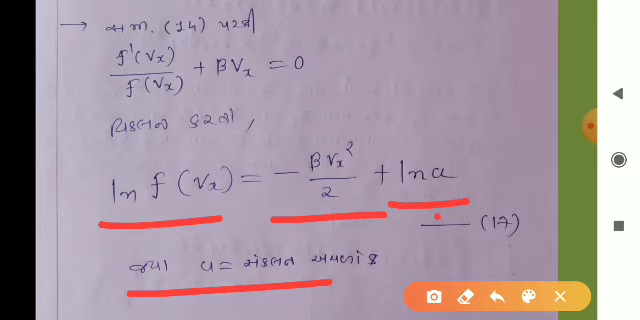 → સમી. (14) પરથી
f'(Vx)/f(Vx) + βVx = 0
સંકલન કરતાં,
ln f(Vx) = - βVx²/2 + ln a
—— (17)
જ્યાં a = સંકલન અચળાંક